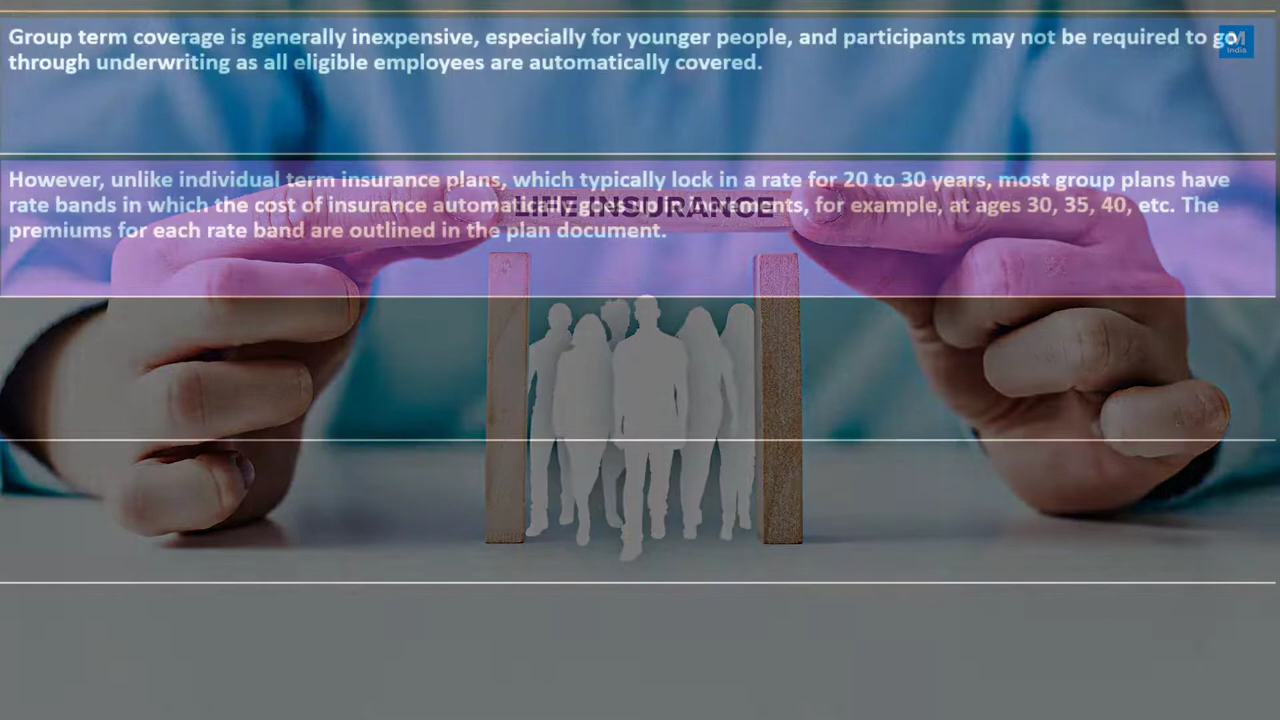 Group term coverage is generally inexpensive, especially for younger people, and participants may not be required to go
through underwriting as all eligible employees are automatically covered.
However, unlike individual term insurance plans, which typically lock in a rate for 20 to 30 years, most group plans have
rate bands in which the cost of insurance automatically goes up in increments, for example, at ages 30, 35, 40, etc. The
LIFE INSURANCE
premiums for each rate band are outlined in the plan document.
India